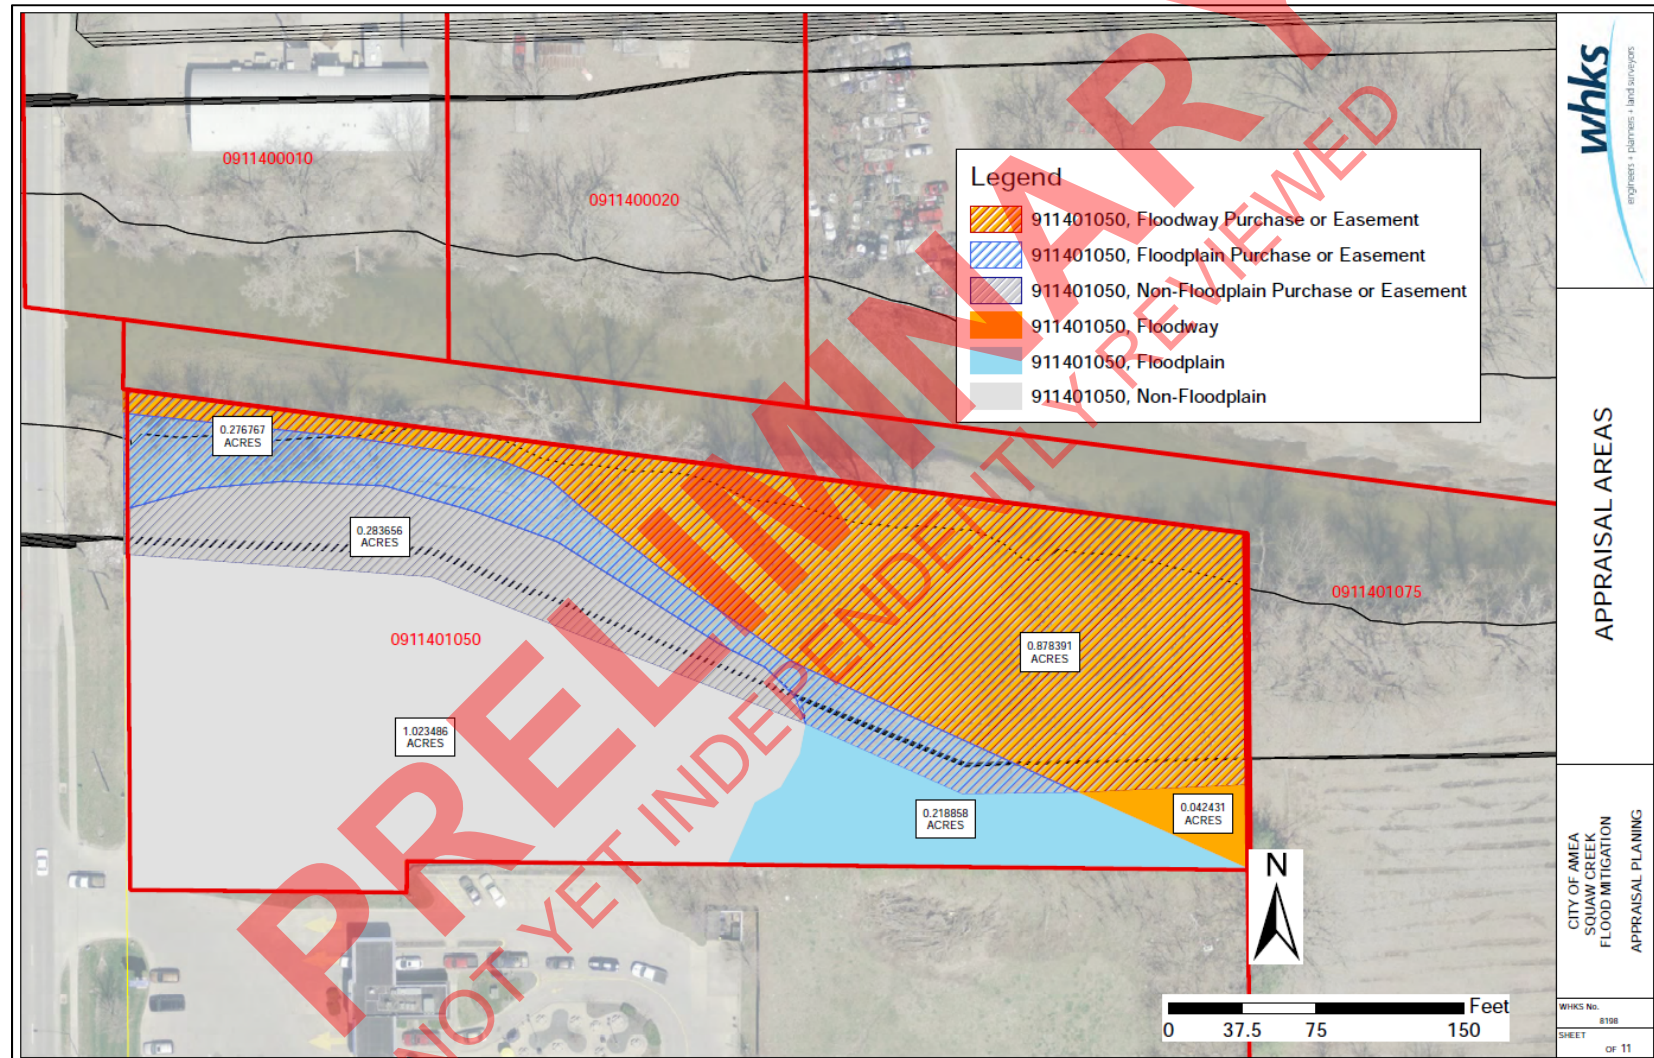 0911400010
0911400020
Legend
911401050, Floodway Purchase or Easement
911401050, Floodplain Purchase or Easement
911401050, Non-Floodplain Purchase or Easement
911401050, Floodway
911401050, Floodplain
911401050, Non-Floodplain
0.276767
ACRES
0.283656
ACRES
0911401050
0.878391
ACRES
0911401075
1.023486
ACRES
0.218858
ACRES
0.042431
ACRES
N
Feet
0 37.5 75 150
PRELIMINARY
NOT YET INDEPENDENTLY REVIEWED
whks
engineers + planners + land surveyors
APPRAISAL AREAS
CITY OF AMEA
SQUAW CREEK
FLOOD MITIGATION
APPRAISAL PLANNING
WHKS No.
8198
SHEET
OF 11